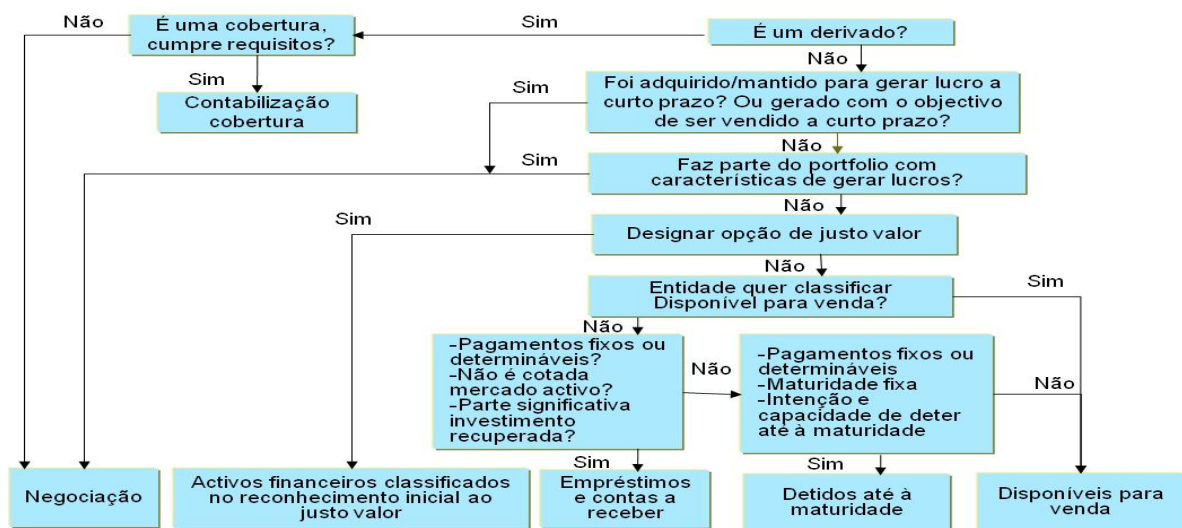 Não
É uma cobertura,
cumpre requisitos?
Sim
É um derivado?
Sim
Contabilização
cobertura
Não
Sim
Foi adquirido/mantido para gerar lucro a
curto prazo? Ou gerado com o objectivo
de ser vendido a curto prazo?
Não
Sim
Faz parte do portfolio com
características de gerar lucros?
Não
Sim
Designar opção de justo valor
Não
Entidade quer classificar
Disponível para venda?
Sim
Não
-Pagamentos fixos ou
determináveis?
-Não é cotada
mercado activo?
-Parte significativa
investimento
recuperada?
Não
-Pagamentos fixos ou
determináveis
-Maturidade fixa
-Intenção e
capacidade de deter
até à maturidade
Não
Sim
Sim
Negociação
Activos financeiros classificados
no reconhecimento inicial ao
justo valor
Empréstimos
e contas a
receber
Detidos até à
maturidade
Disponíveis para
venda